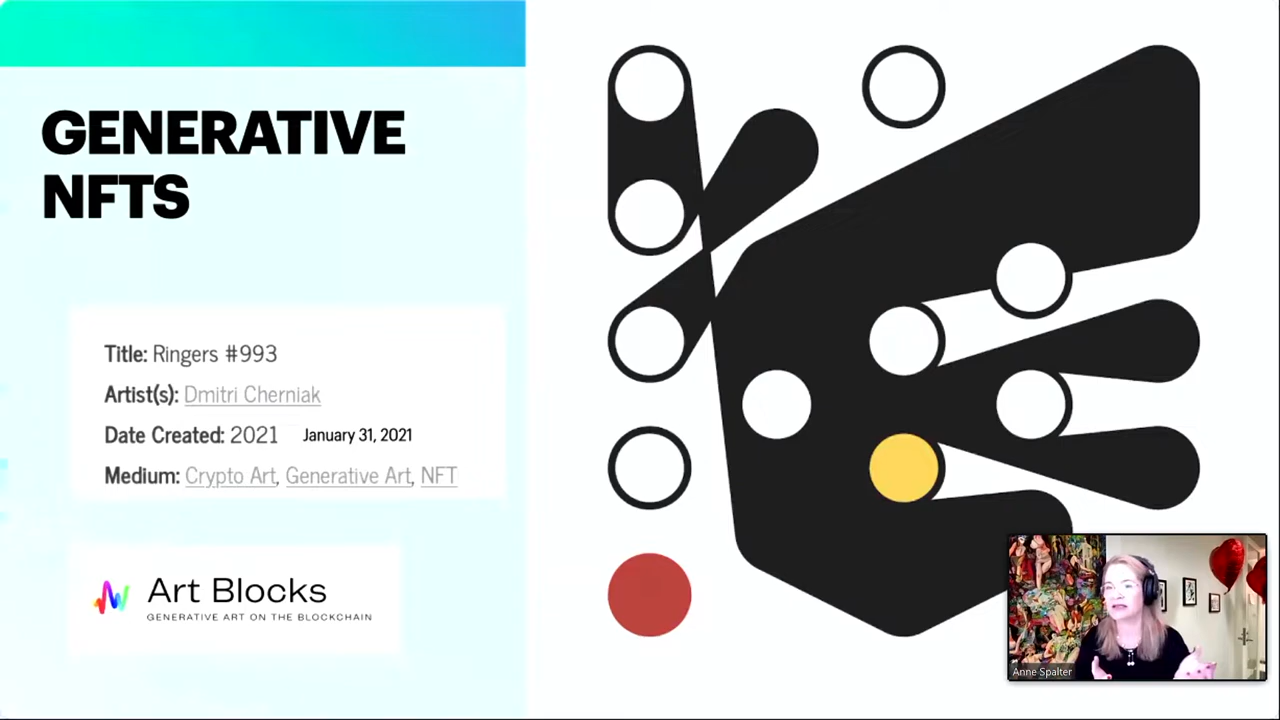 GENERATIVE
NFTS
Title: Ringers #993
Artist(s): Dmitri Cherniak
Date Created: 2021 January 31, 2021
Medium: Crypto Art, Generative Art, NFT
Art Blocks
GENERATIVE ART ON THE BLOCKCHAIN
Anne Spalter